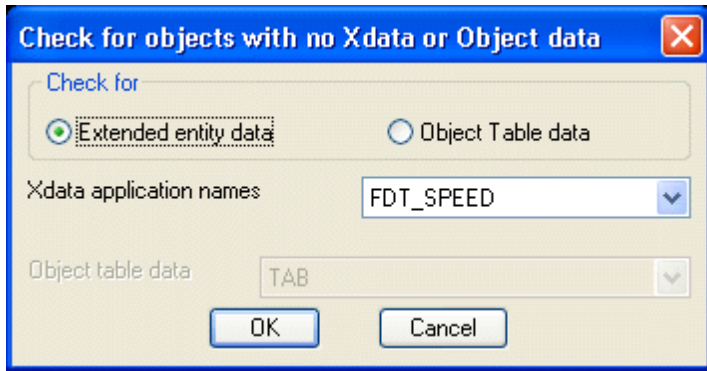 Check for objects with no Xdata or Object data
Check for
Extended entity data
Object Table data
Xdata application names
FDT_SPEED
Object table data
TAB
OK
Cancel